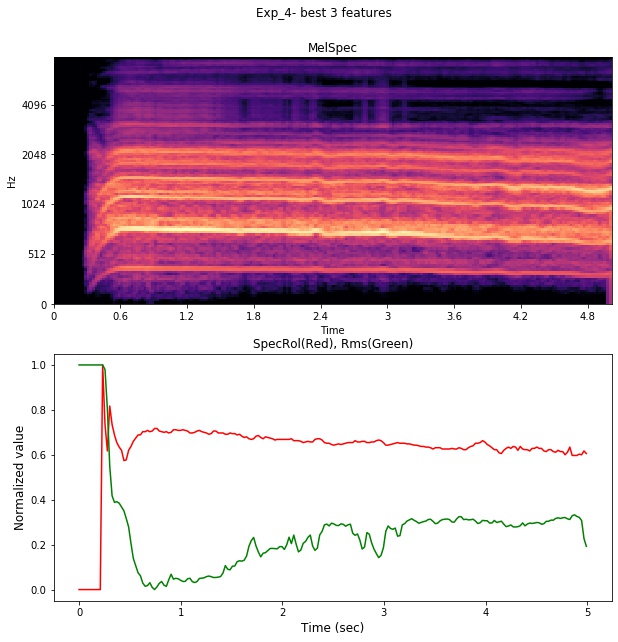 Exp_4- best 3 features
MelSpec
4096
2048
1024
512
0
Hz
0 0.6 1.2 1.8 2.4 3 3.6 4.2 4.8
Time
SpecRol(Red), Rms(Green)
1.0
0.8
0.6
0.4
0.2
0.0
Normalized value
0 1 2 3 4 5
Time (sec)